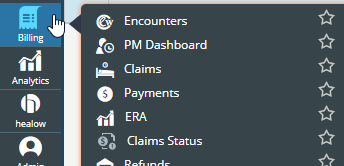 Billing
Analytics
healow
Admin
Encounters
PM Dashboard
Claims
Payments
ERA
Claims Status
Refunds